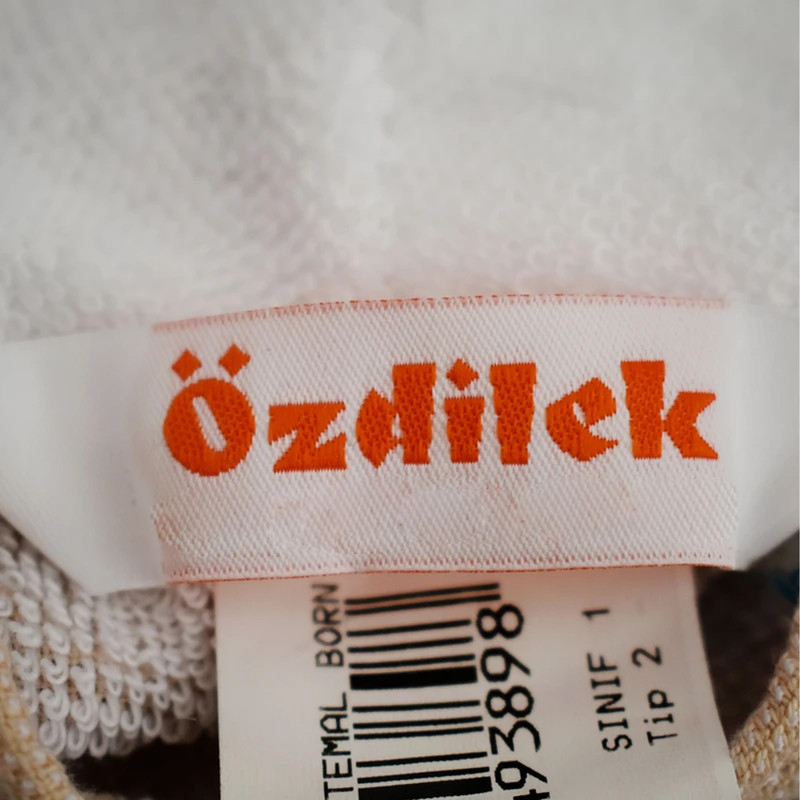 Özdilek
TEMAL BORN
493898
SINIF 1
Tip 2